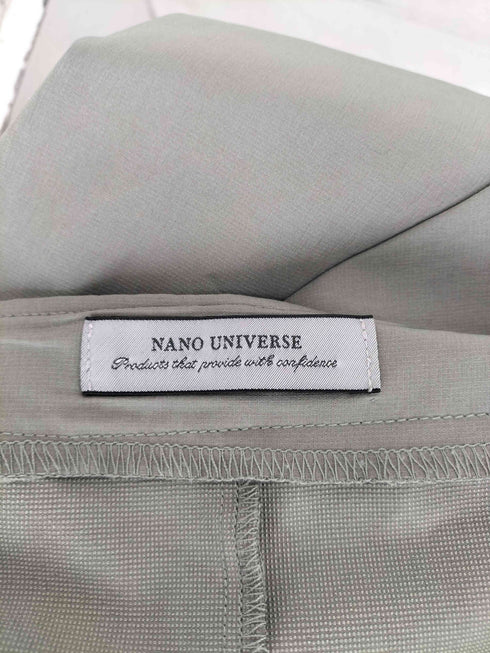 NANO UNIVERSE
Products that provide with confidence